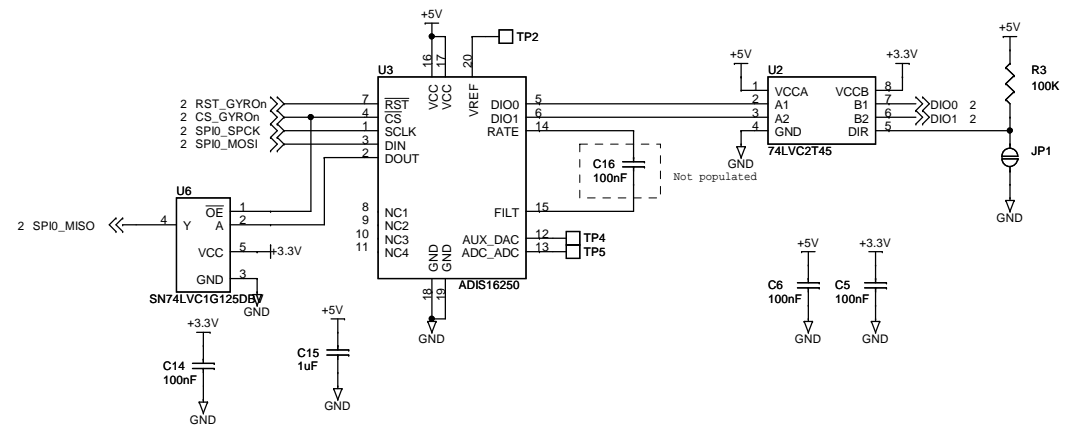 +5V
TP2
U3
16
17
20
VCC
VCC
VREF
2 RST_GYROn
7
RST
2 CS_GYROn
4
CS
2 SPI0_SPCK
1
SCLK
2 SPI0_MOSI
3
DIN
2
DOUT
8
NC1
9
NC2
10
NC3
11
NC4
DIO0
5
DIO1
6
RATE
14
FILT
15
AUX_DAC
12
TP4
ADC_ADC
13
TP5
GND
GND
18
19
ADIS16250
GND
C16
100nF
Not populated
+5V
U2
+3.3V
1
VCCA
VCCB
8
2
A1
B1
7
DIO0 2
3
A2
B2
6
DIO1 2
4
GND
DIR
5
GND
74LVC2T45
+5V
R3
100K
JP1
GND
U6
2 SPI0_MISO
4
Y
OE
1
A
2
VCC
5
+3.3V
GND
3
SN74LVC1G125DB
GND
+3.3V
C14
100nF
GND
+5V
C15
1uF
GND
+5V
C6
100nF
GND
+3.3V
C5
100nF
GND